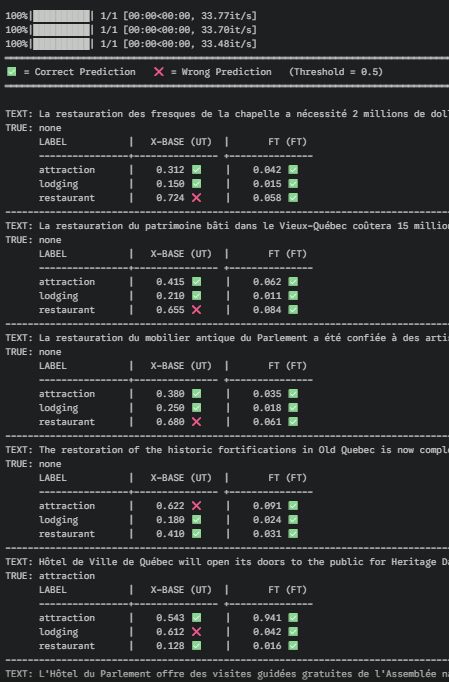 100%|██████████| 1/1 [00:00<00:00, 33.77it/s]
100%|██████████| 1/1 [00:00<00:00, 33.70it/s]
100%|██████████| 1/1 [00:00<00:00, 33.48it/s]
✅ = Correct Prediction ❌ = Wrong Prediction (Threshold = 0.5)
TEXT: La restauration des fresques de la chapelle a nécessité 2 millions de
TRUE: none
LABEL | X-BASE (UT) | FT (FT)
attraction | 0.312 ✅ | 0.042 ✅
lodging | 0.150 ✅ | 0.015 ✅
restaurant | 0.724 ❌ | 0.058 ✅
TEXT: La restauration du patrimoine bâti dans le Vieux-Québec coûtera 15
TRUE: none
LABEL | X-BASE (UT) | FT (FT)
attraction | 0.415 ✅ | 0.062 ✅
lodging | 0.210 ✅ | 0.011 ✅
restaurant | 0.655 ❌ | 0.084 ✅
TEXT: La restauration du mobilier antique du Parlement a été confiée à des
TRUE: none
LABEL | X-BASE (UT) | FT (FT)
attraction | 0.380 ✅ | 0.035 ✅
lodging | 0.250 ✅ | 0.018 ✅
restaurant | 0.680 ❌ | 0.061 ✅
TEXT: The restoration of the historic fortifications in Old Quebec is now
TRUE: none
LABEL | X-BASE (UT) | FT (FT)
attraction | 0.622 ❌ | 0.091 ✅
lodging | 0.180 ✅ | 0.024 ✅
restaurant | 0.410 ✅ | 0.031 ✅
TEXT: Hôtel de Ville de Québec will open its doors to the public for Heritage
TRUE: attraction
LABEL | X-BASE (UT) | FT (FT)
attraction | 0.543 ✅ | 0.941 ✅
lodging | 0.612 ❌ | 0.042 ✅
restaurant | 0.128 ✅ | 0.016 ✅
TEXT: L'Hôtel du Parlement offre des visites guidées gratuites de l'Assemblée